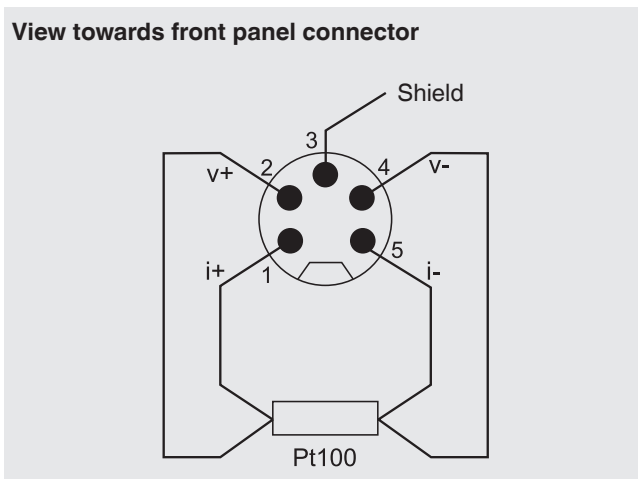 View towards front panel connector
Shield
3
2
4
v+
v-
5
i+
1
i-
Pt100